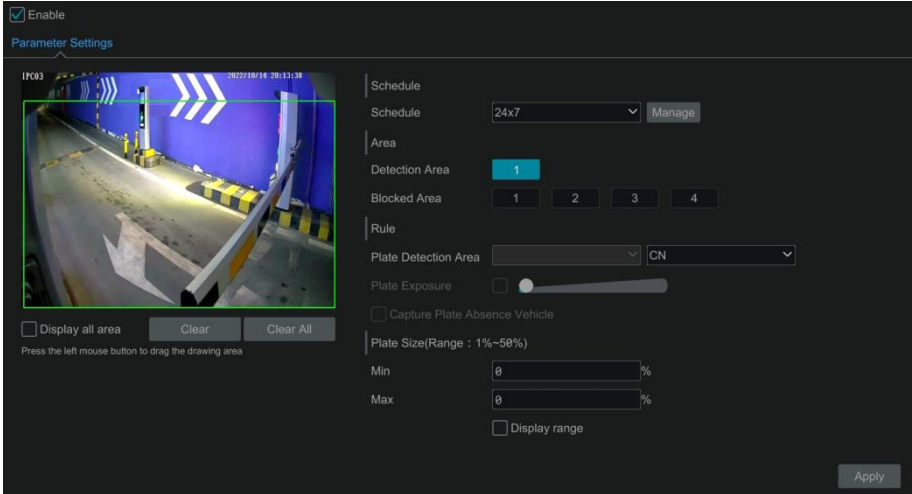 Enable
Parameter Settings
IPC03 2022/10/14 20:13:38
Schedule
Schedule 24x7 Manage
Area
Detection Area 1
Blocked Area 1 2 3 4
Rule
Plate Detection Area CN
Plate Exposure
Capture Plate Absence Vehicle
Display all area Clear Clear All
Press the left mouse button to drag the drawing area
Plate Size(Range : 1%~50%)
Min 0 %
Max 0 %
Display range
Apply